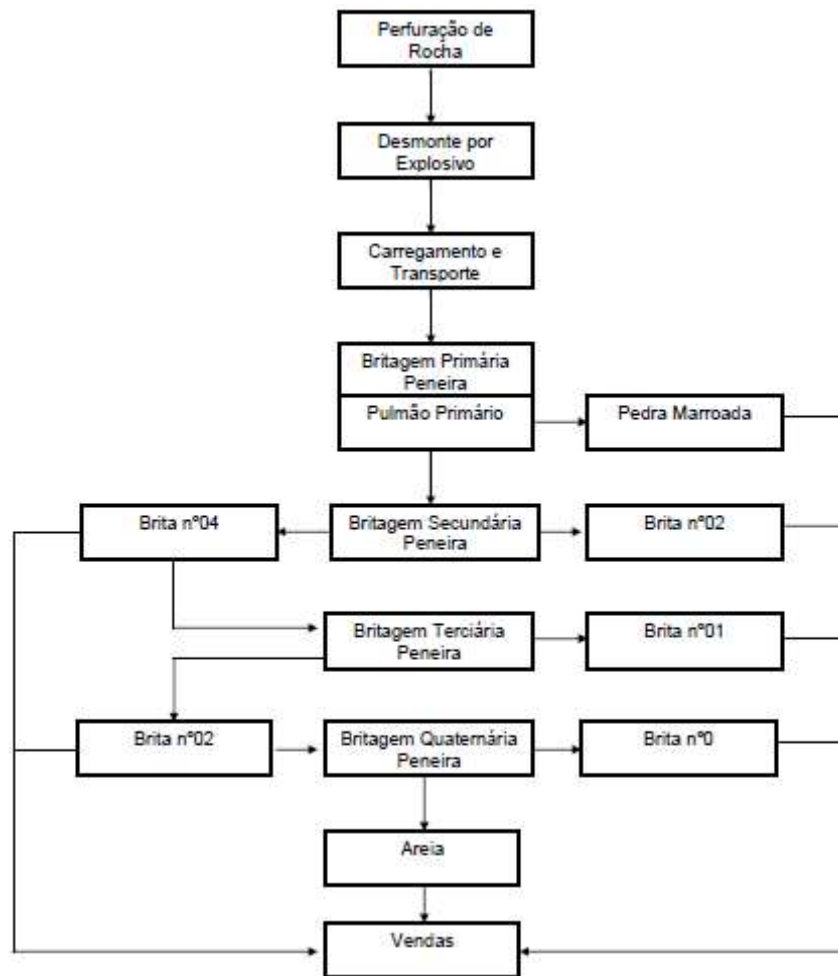 Perfuração de
Rocha
Desmonte por
Explosivo
Carregamento e
Transporte
Britagem Primária
Peneira
Pulmão Primário
Pedra Marroada
Brita nº04
Britagem Secundária
Peneira
Brita nº02
Britagem Terciária
Peneira
Brita nº01
Brita nº02
Britagem Quaternária
Peneira
Brita nº0
Areia
Vendas